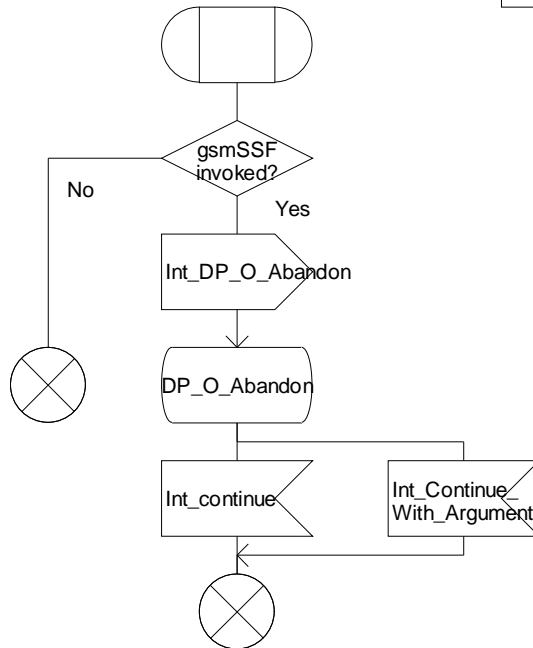 gsmSSF
invoked?
No
Yes
Int_DP_O_Abandon
DP_O_Abandon
Int_continue
Int_Continue_
With_Argument